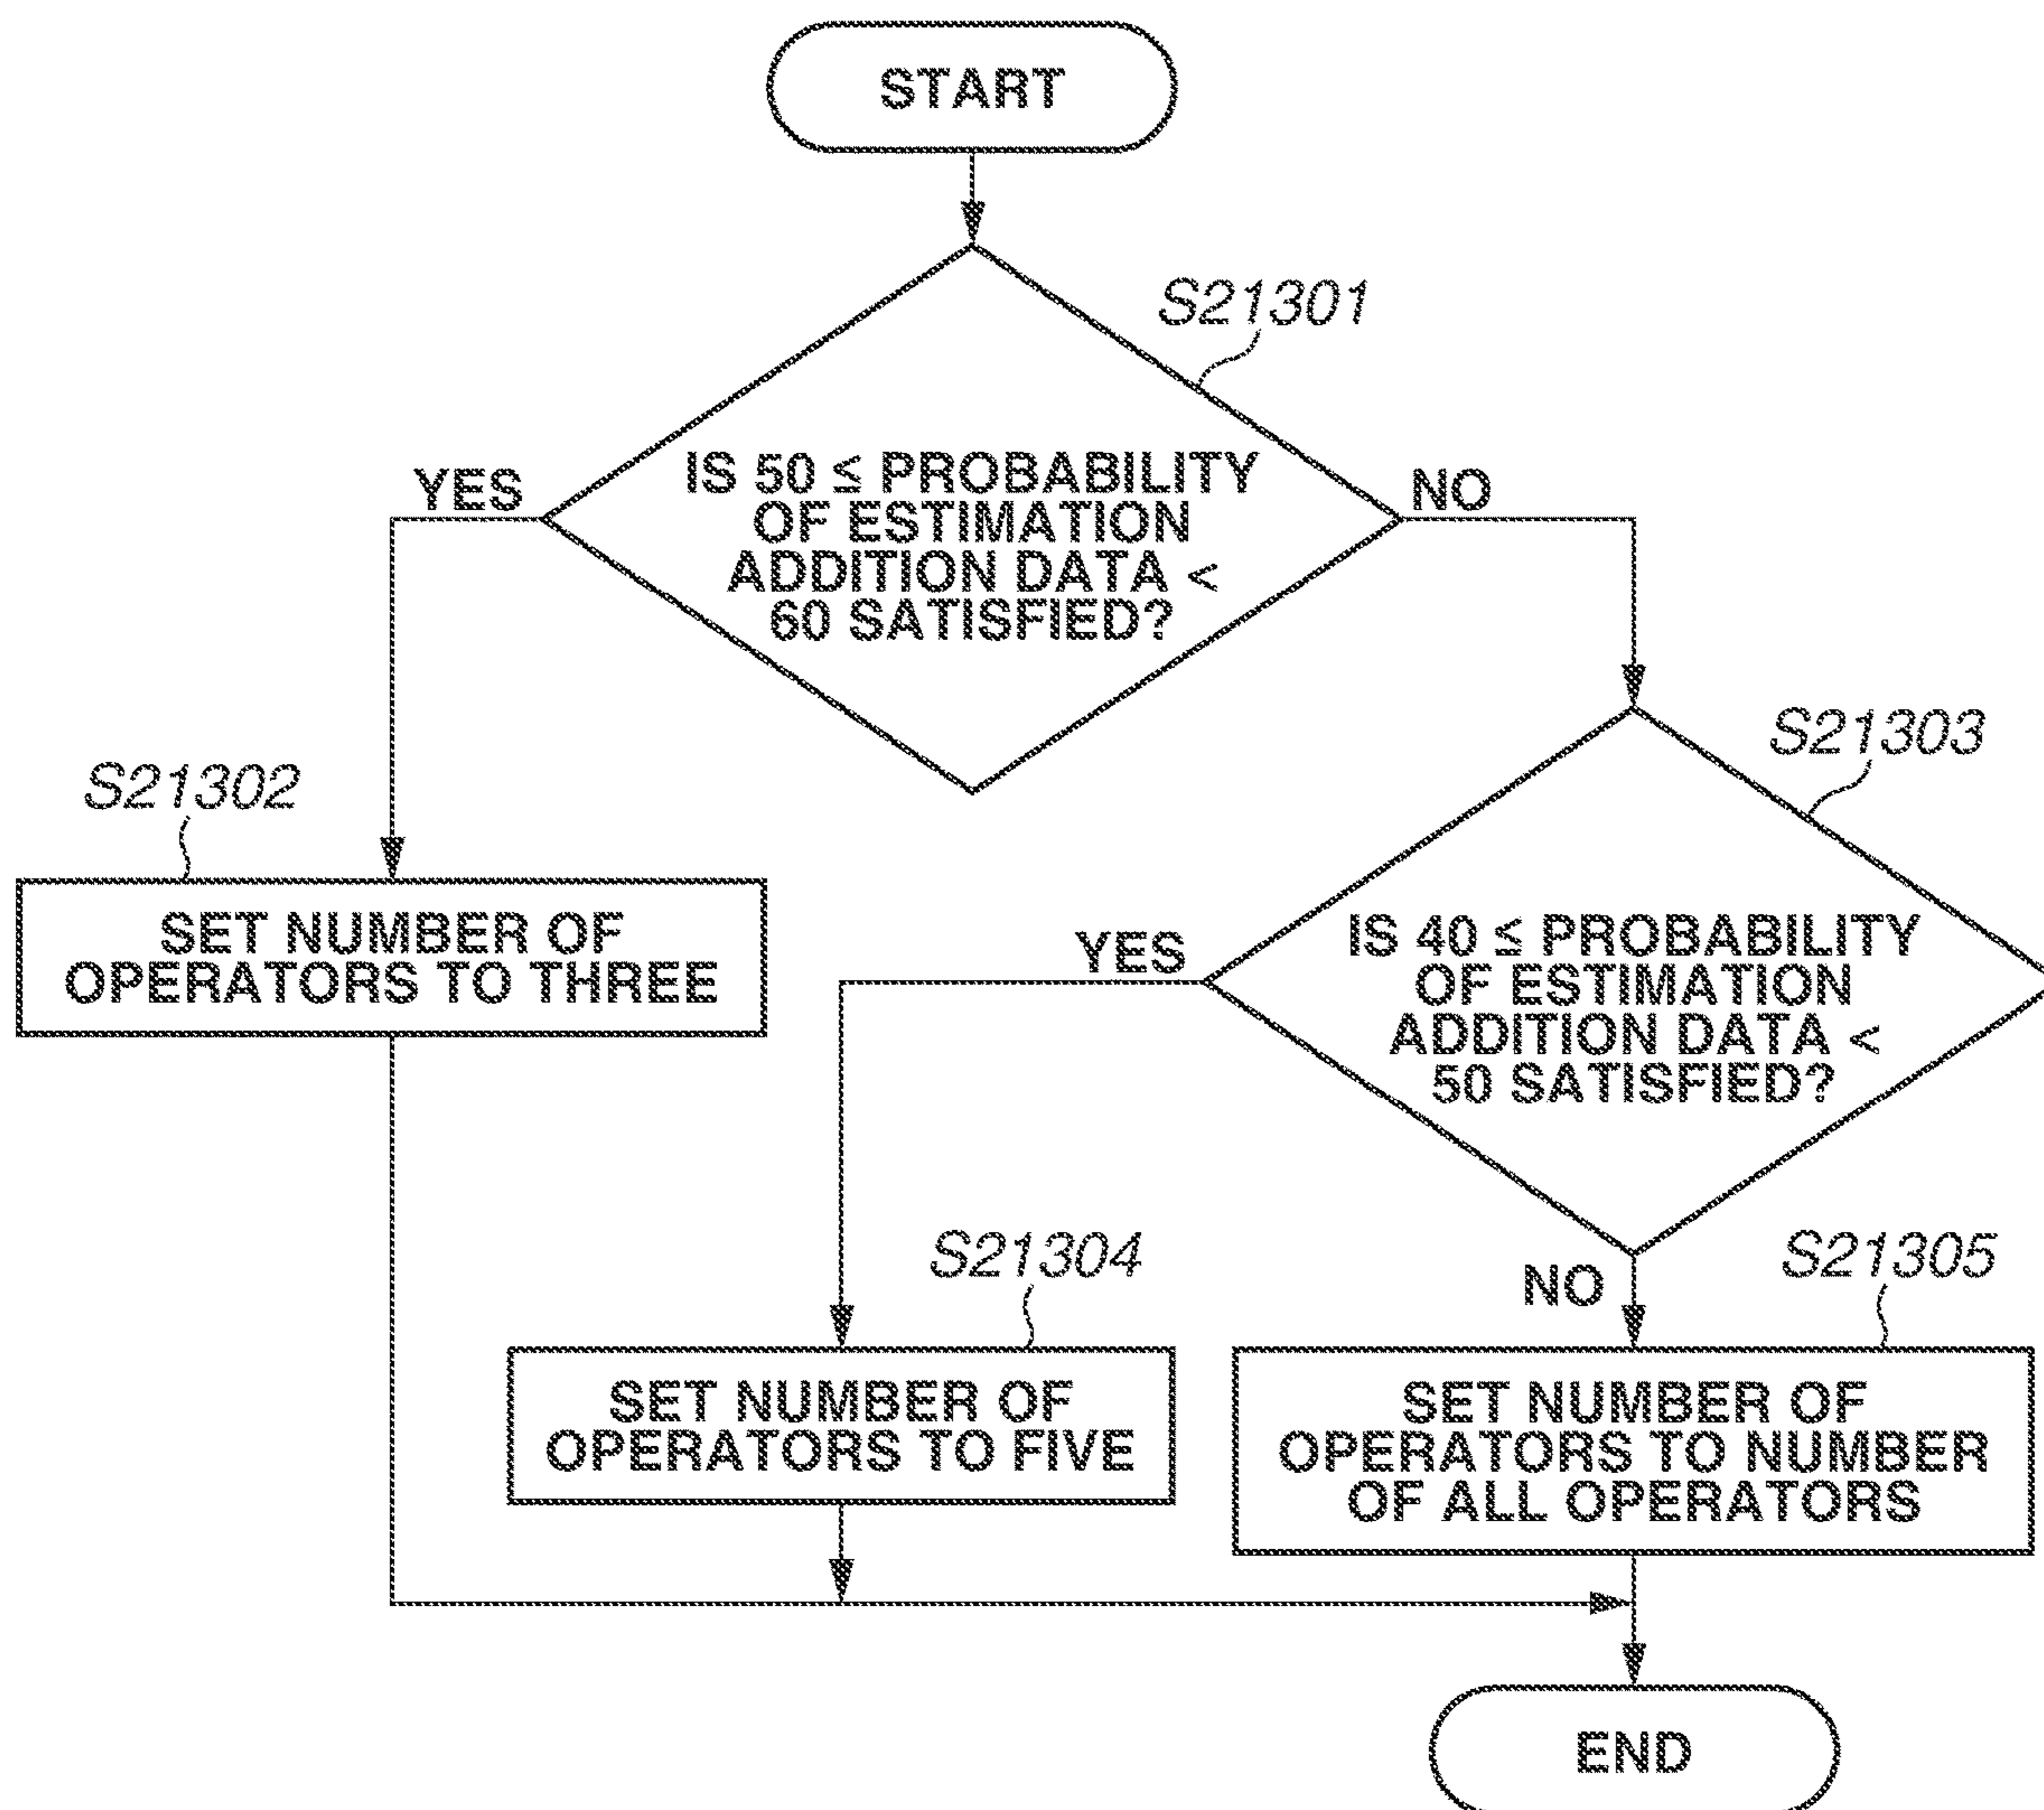 START
S21301
IS 50 ≤ PROBABILITY
OF ESTIMATION
ADDITION DATA <
60 SATISFIED?
YES
NO
S21302
SET NUMBER OF
OPERATORS TO THREE
S21303
IS 40 ≤ PROBABILITY
OF ESTIMATION
ADDITION DATA <
50 SATISFIED?
YES
NO
S21304
SET NUMBER OF
OPERATORS TO FIVE
S21305
SET NUMBER OF
OPERATORS TO NUMBER
OF ALL OPERATORS
END